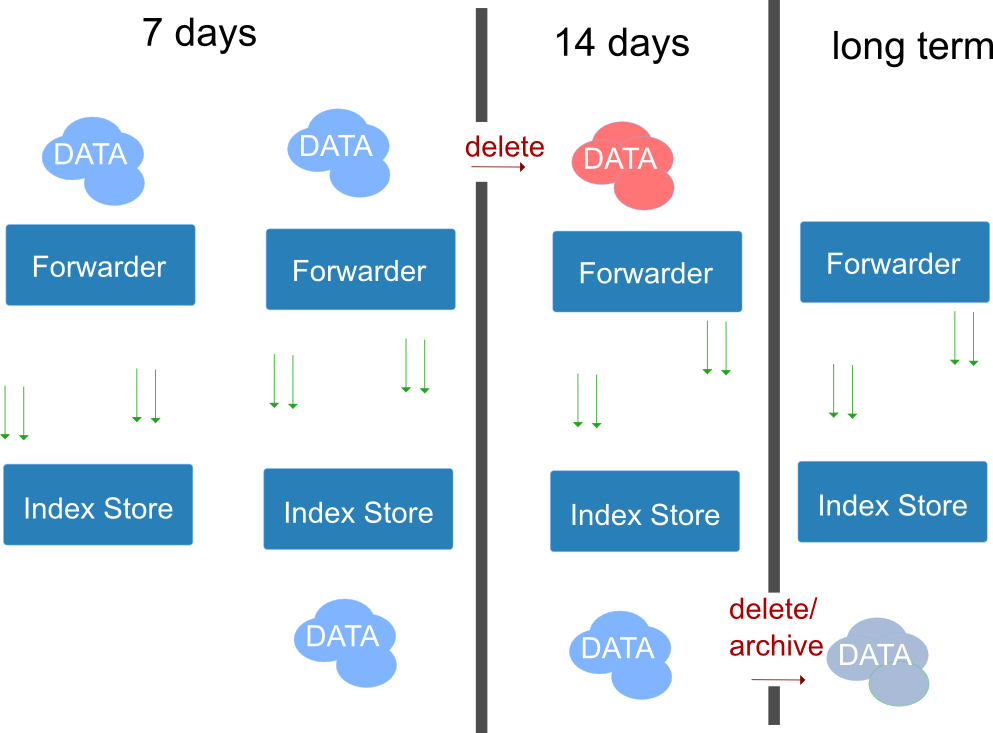 7 days
14 days
long term
DATA
DATA
delete
DATA
Forwarder
Forwarder
Forwarder
Forwarder
Index Store
Index Store
Index Store
Index Store
DATA
DATA
delete/
archive
DATA